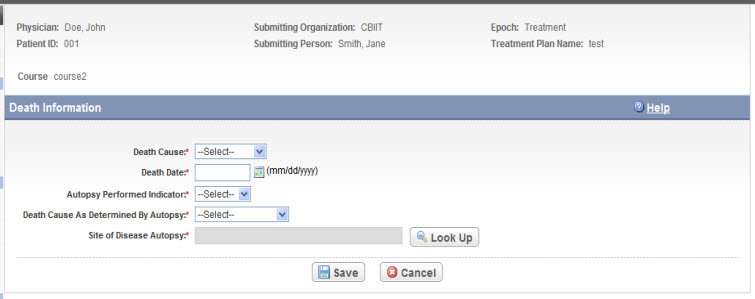 Physician: Doe, John Submitting Organization: CBIIT Epoch: Treatment
Patient ID: 001 Submitting Person: Smith, Jane Treatment Plan Name: test
Course course2
Death Information Help
Death Cause:* --Select--
Death Date:* (mm/dd/yyyy)
Autopsy Performed Indicator:* --Select--
Death Cause As Determined By Autopsy:* --Select--
Site of Disease Autopsy:* Look Up
Save Cancel